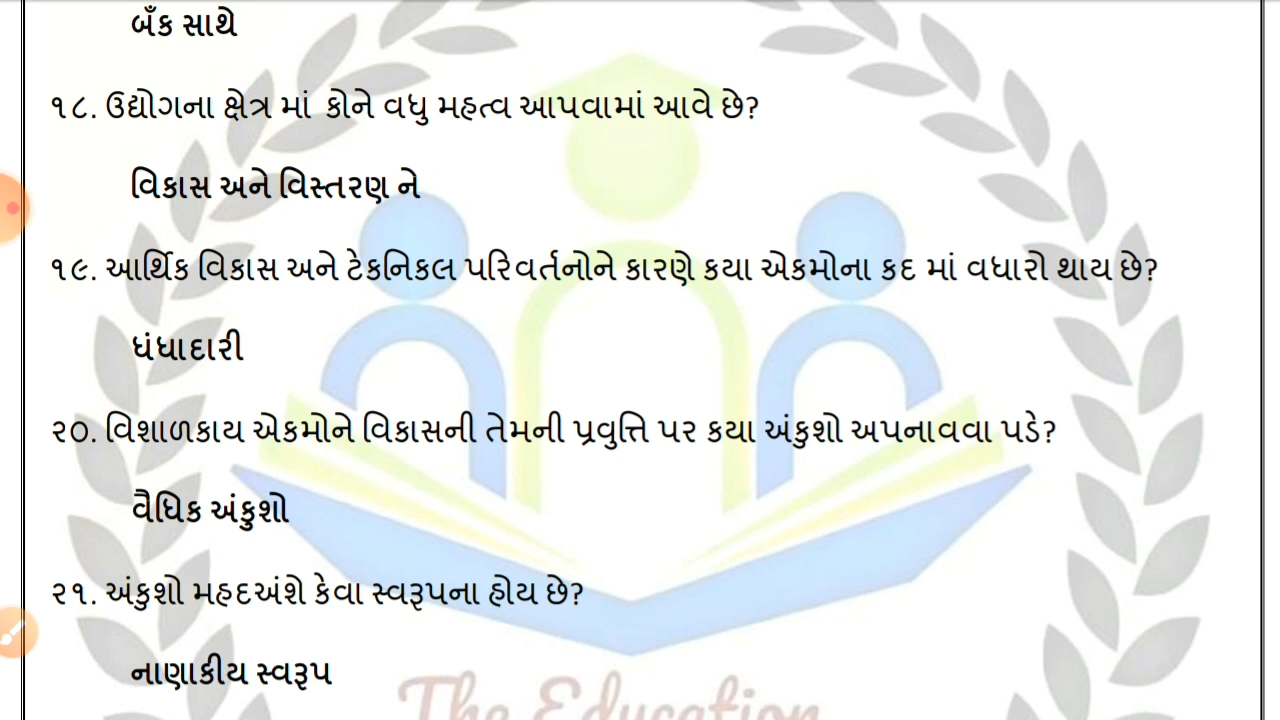 બેંક સાથે
૧૮. ઉદ્યોગના ક્ષેત્ર માં કોને વધુ મહત્વ આપવામાં આવે છે?
વિકાસ અને વિસ્તરણ ને
૧૯. આર્થિક વિકાસ અને ટેકનિકલ પરિવર્તનોને કારણે કયા એકમોના કદ માં વધારો થાય છે?
ધંધાદારી
૨૦. વિશાળકાય એકમોને વિકાસની તેમની પ્રવુત્તિ પર કયા અંકુશો અપનાવવા પડે?
વૈધિક અંકુશો
૨૧. અંકુશો મહદઅંશે કેવા સ્વરૂપના હોય છે?
નાણાકીય સ્વરૂપ
The Education